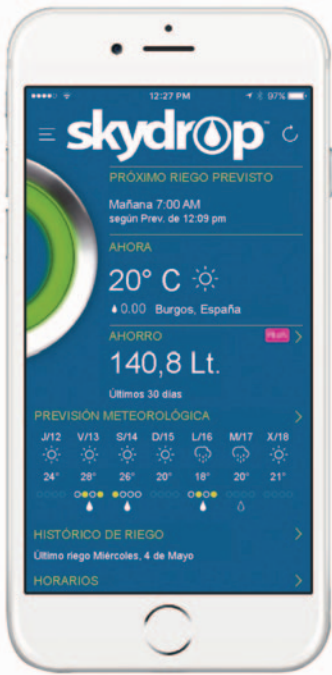 12:27 PM
97%
skydrop™
PRÓXIMO RIEGO PREVISTO
Mañana 7:00 AM
según Prev. de 12:09 pm
AHORA
20° C
0.00 Burgos, España
AHORRO
140,8 Lt.
Últimos 30 días
PREVISIÓN METEOROLÓGICA
J/12 V/13 S/14 D/15 L/16 M/17 X/18
24° 28° 26° 20° 18° 20° 21°
HISTÓRICO DE RIEGO
Último riego Miércoles, 4 de Mayo
HORARIOS